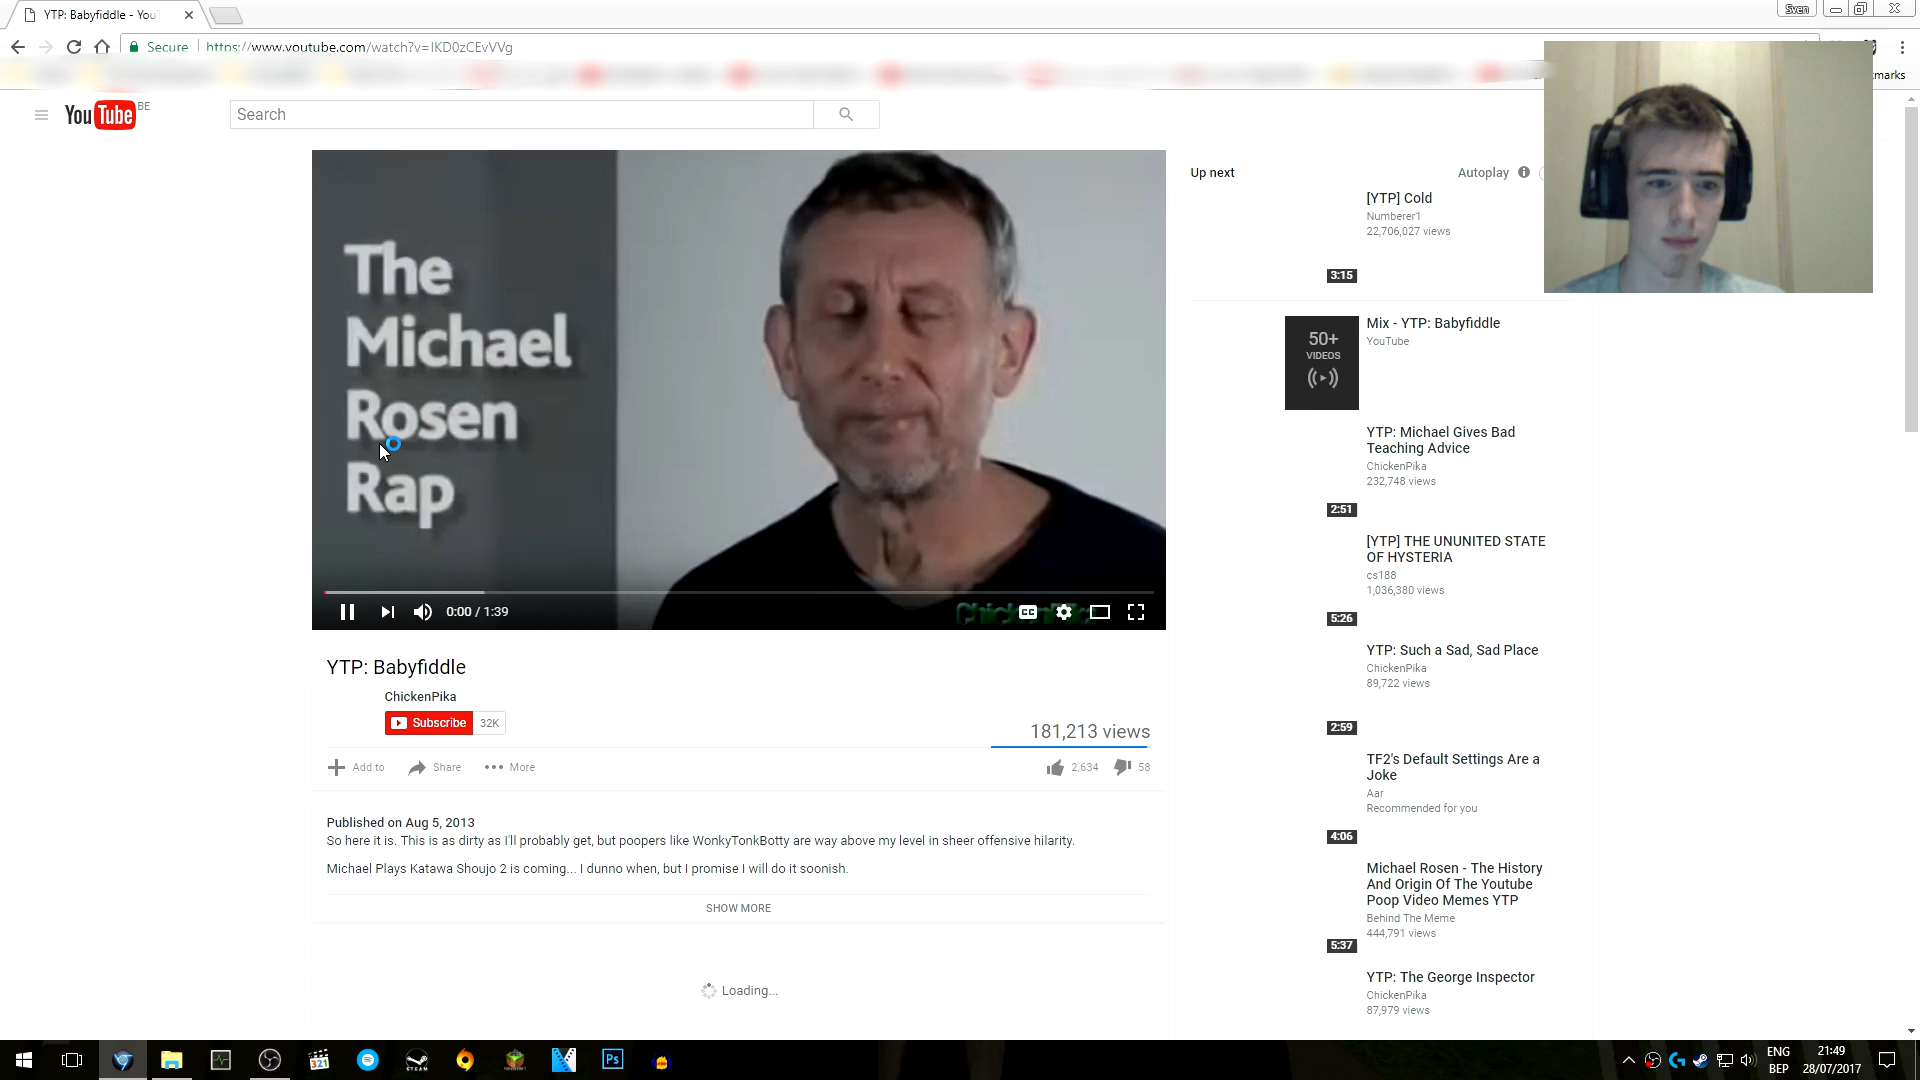 YTP: Babyfiddle - You
Sven
Secure
https://www.youtube.com/watch?v=IKD0zCEvVVg
marks
YouTube BE
Search
The
Michael
Rosen
Rap
0:00 / 1:39
CC
YTP: Babyfiddle
ChickenPika
Subscribe 32K
181,213 views
Add to Share More
2,634 58
Published on Aug 5, 2013
So here it is. This is as dirty as I'll probably get, but poopers like WonkyTonkBotty are way above my level in sheer offensive hilarity.
Michael Plays Katawa Shoujo 2 is coming... I dunno when, but I promise I will do it soonish.
SHOW MORE
Loading...
Up next
Autoplay
[YTP] Cold
Numberer1
22,706,027 views
3:15
50+
VIDEOS
Mix - YTP: Babyfiddle
YouTube
YTP: Michael Gives Bad
Teaching Advice
ChickenPika
232,748 views
2:51
[YTP] THE UNUNITED STATE
OF HYSTERIA
cs188
1,036,380 views
5:26
YTP: Such a Sad, Sad Place
ChickenPika
89,722 views
2:59
TF2's Default Settings Are a
Joke
Aar
Recommended for you
4:06
Michael Rosen - The History
And Origin Of The Youtube
Poop Video Memes YTP
Behind The Meme
444,791 views
5:37
YTP: The George Inspector
ChickenPika
87,979 views
321
STEAM
Ps
ENG
BEP
21:49
28/07/2017